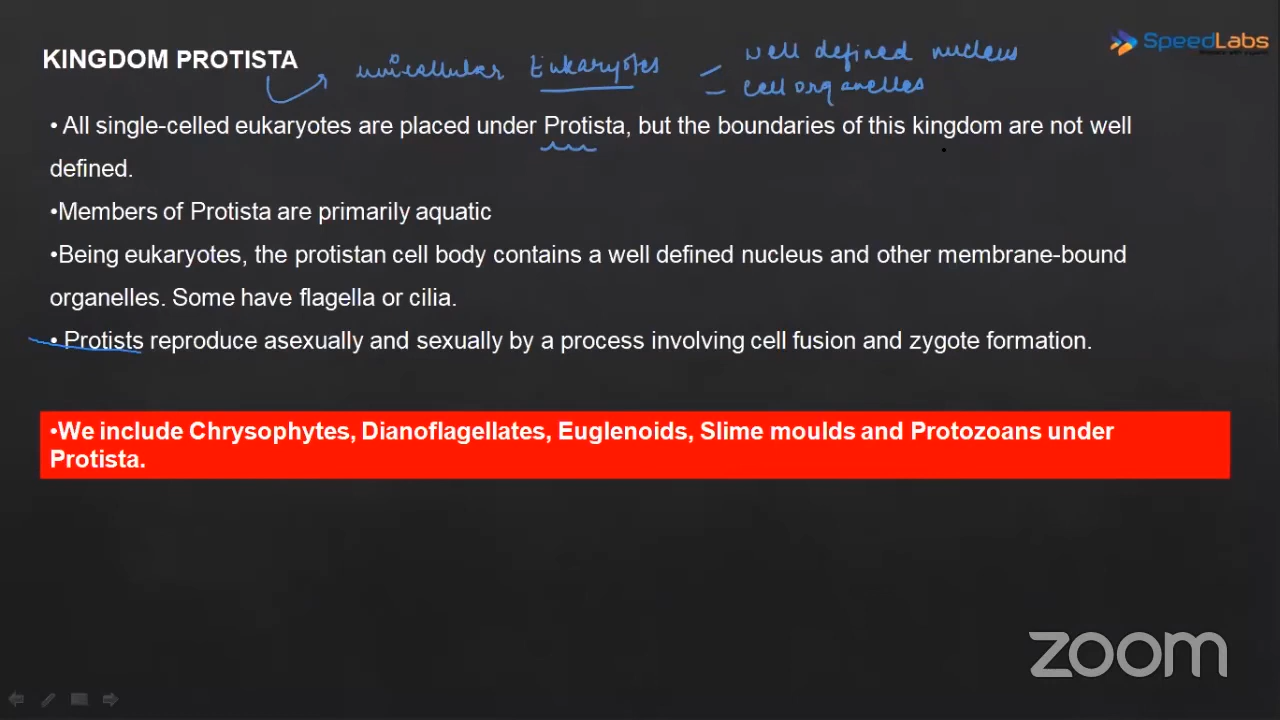 KINGDOM PROTISTA
unicellular Eukaryotes
well defined nucleus
cell organelles
SpeedLabs
• All single-celled eukaryotes are placed under Protista, but the boundaries of this kingdom are not well
defined.
•Members of Protista are primarily aquatic
•Being eukaryotes, the protistan cell body contains a well defined nucleus and other membrane-bound
organelles. Some have flagella or cilia.
• Protists reproduce asexually and sexually by a process involving cell fusion and zygote formation.
•We include Chrysophytes, Dianoflagellates, Euglenoids, Slime moulds and Protozoans under
Protista.
zoom